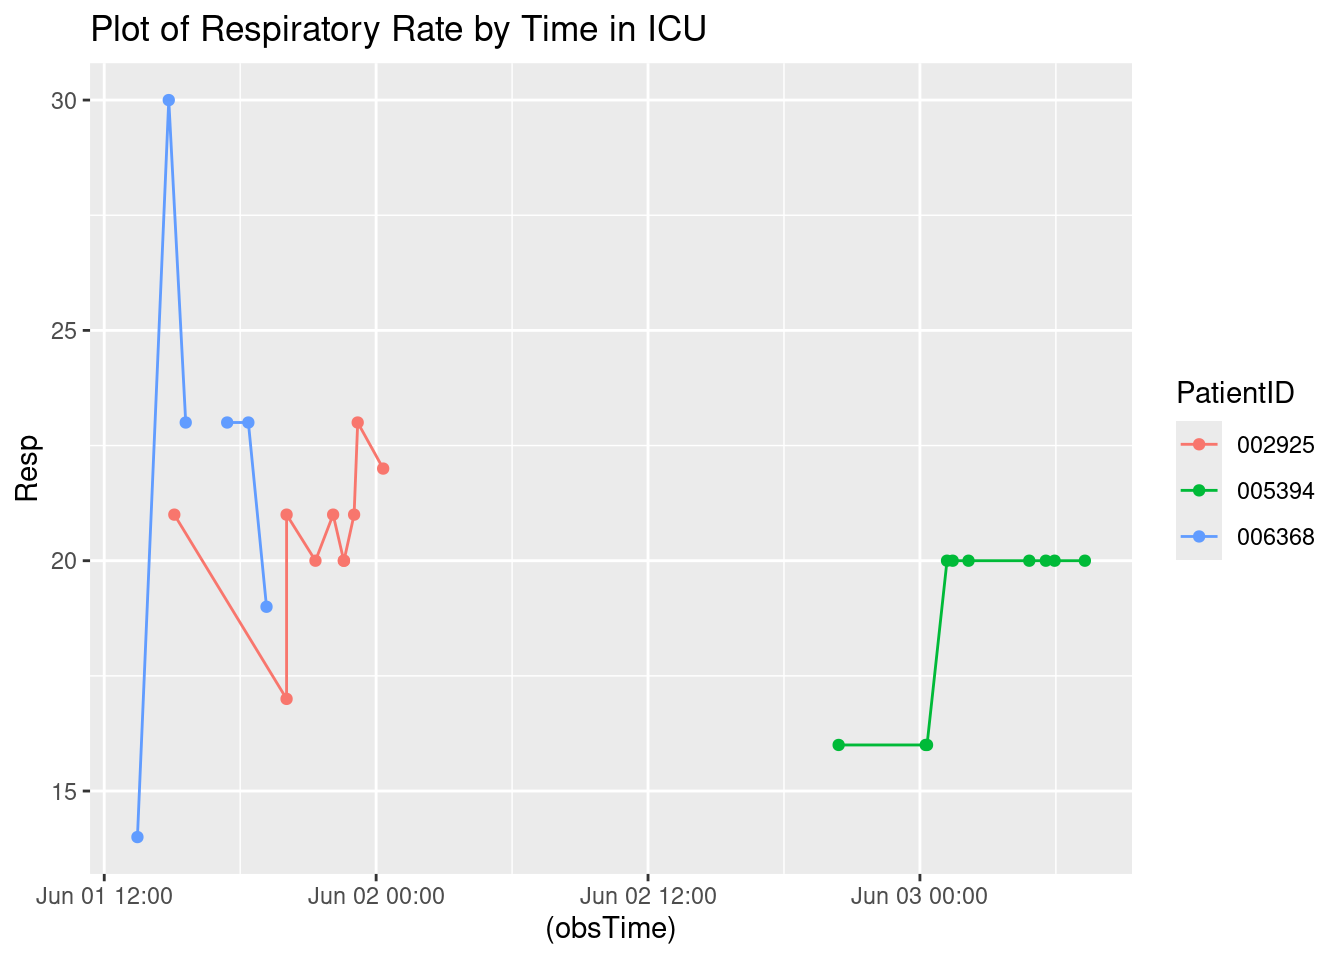 Plot of Respiratory Rate by Time in ICU
30
25
20
15
Resp
Jun 01 12:00
Jun 02 00:00
Jun 02 12:00
Jun 03 00:00
(obsTime)
PatientID
002925
005394
006368